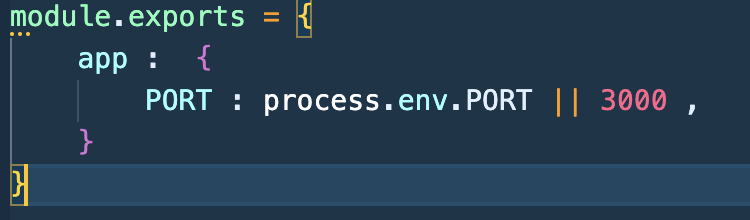 module.exports = {
    app :  {
        PORT : process.env.PORT || 3000 ,
    }
}